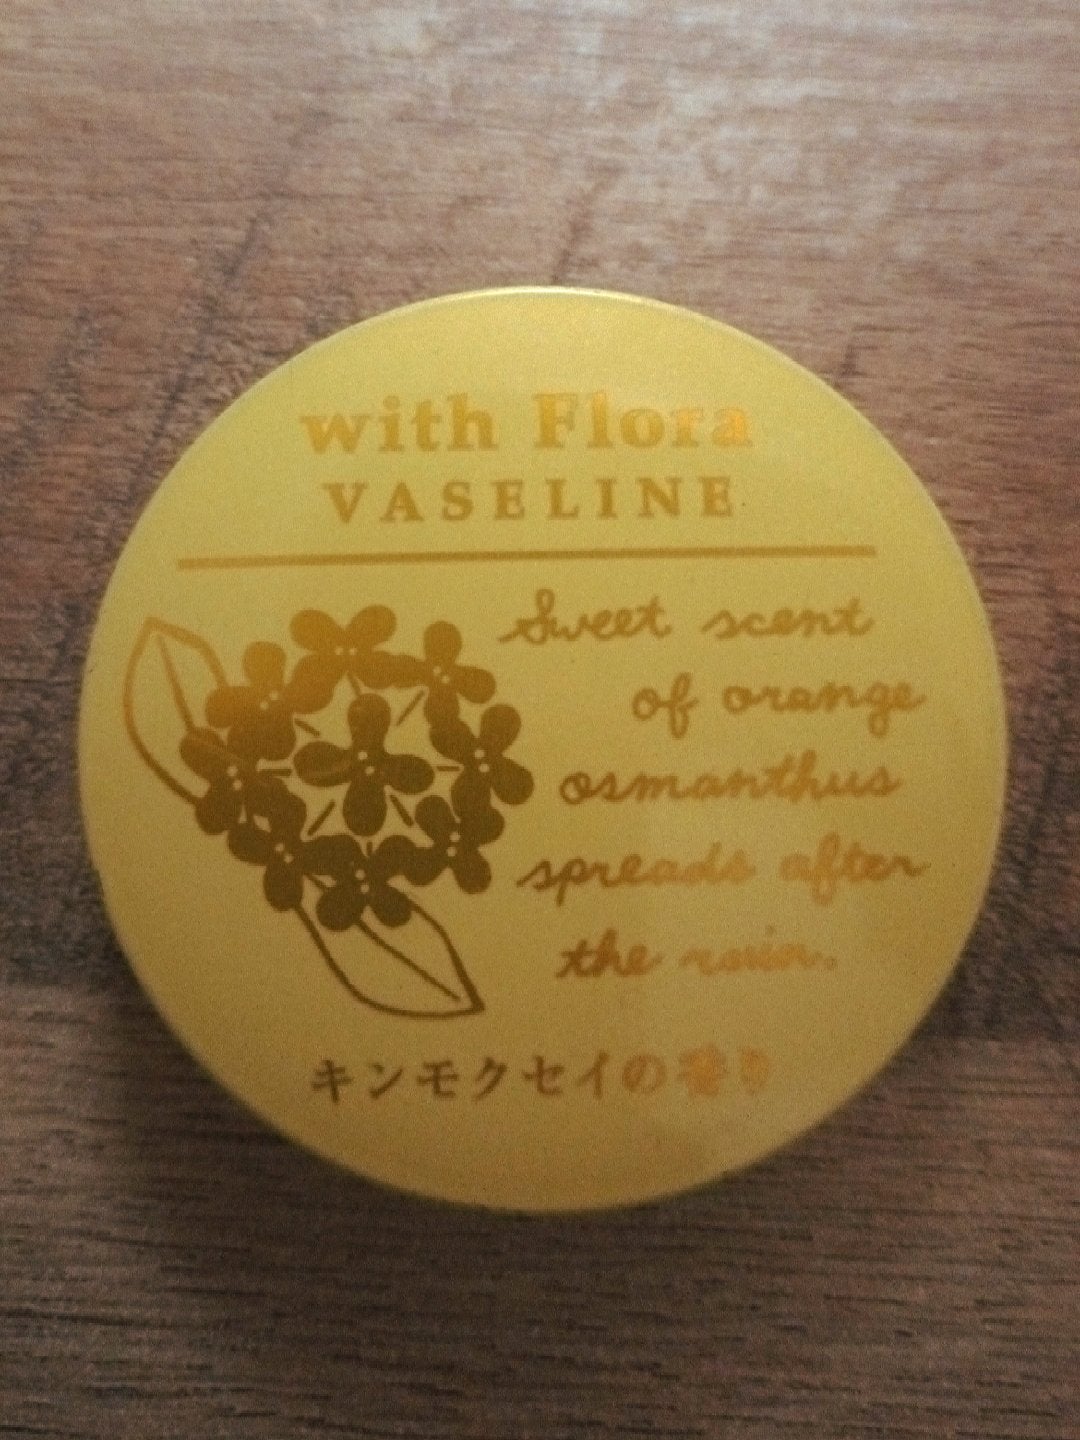 with Flora
VASELINE
Sweet scent
of orange
osmanthus
spreads after
the rain.
キンモクセイの香り